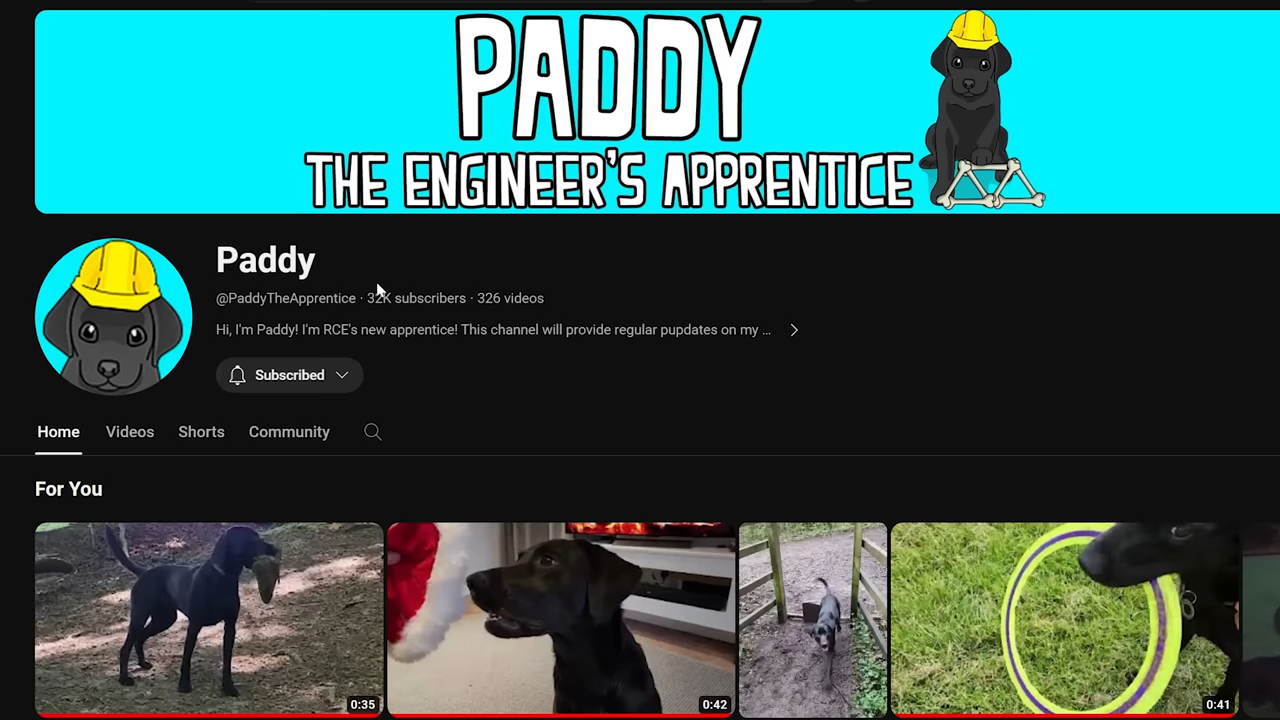 PADDY
THE ENGINEER'S APPRENTICE
Paddy
@PaddyTheApprentice · 32K subscribers · 326 videos
Hi, I'm Paddy! I'm RCE's new apprentice! This channel will provide regular pupdates on my ...
Subscribed
Home Videos Shorts Community
For You
0:35 0:42 0:41